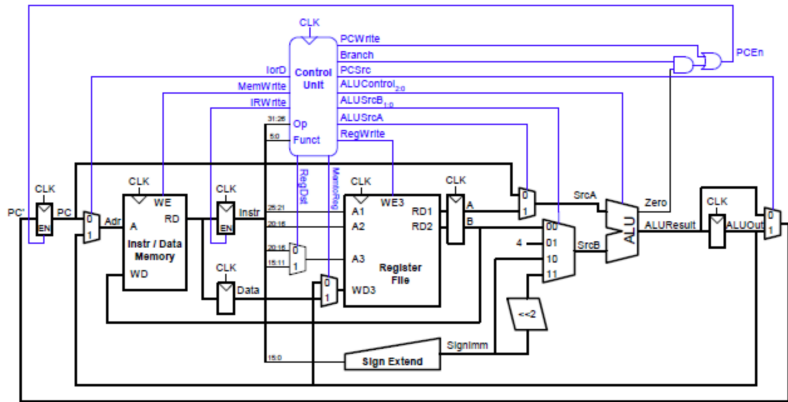 CLK
PCWrite
Branch
PCEn
IorD
Control
Unit
PCSrc
MemWrite
ALUControl2:0
IRWrite
ALUSrcB1:0
31:26
Op
ALUSrcA
5:0
Funct
RegWrite
RegDst
MemtoReg
CLK
CLK
CLK
CLK
CLK
PC'
PC
EN
0
1
Adr
WE
A
RD
Instr / Data
Memory
WD
EN
Instr
25:21
20:16
20:16
15:11
0
1
CLK
Data
0
1
WE3
A1
RD1
A2
RD2
A3
Register
File
WD3
A
B
0
1
SrcA
4
00
01
10
11
SrcB
<<2
ALU
Zero
ALUResult
CLK
ALUOut
0
1
SignImm
15:0
Sign Extend